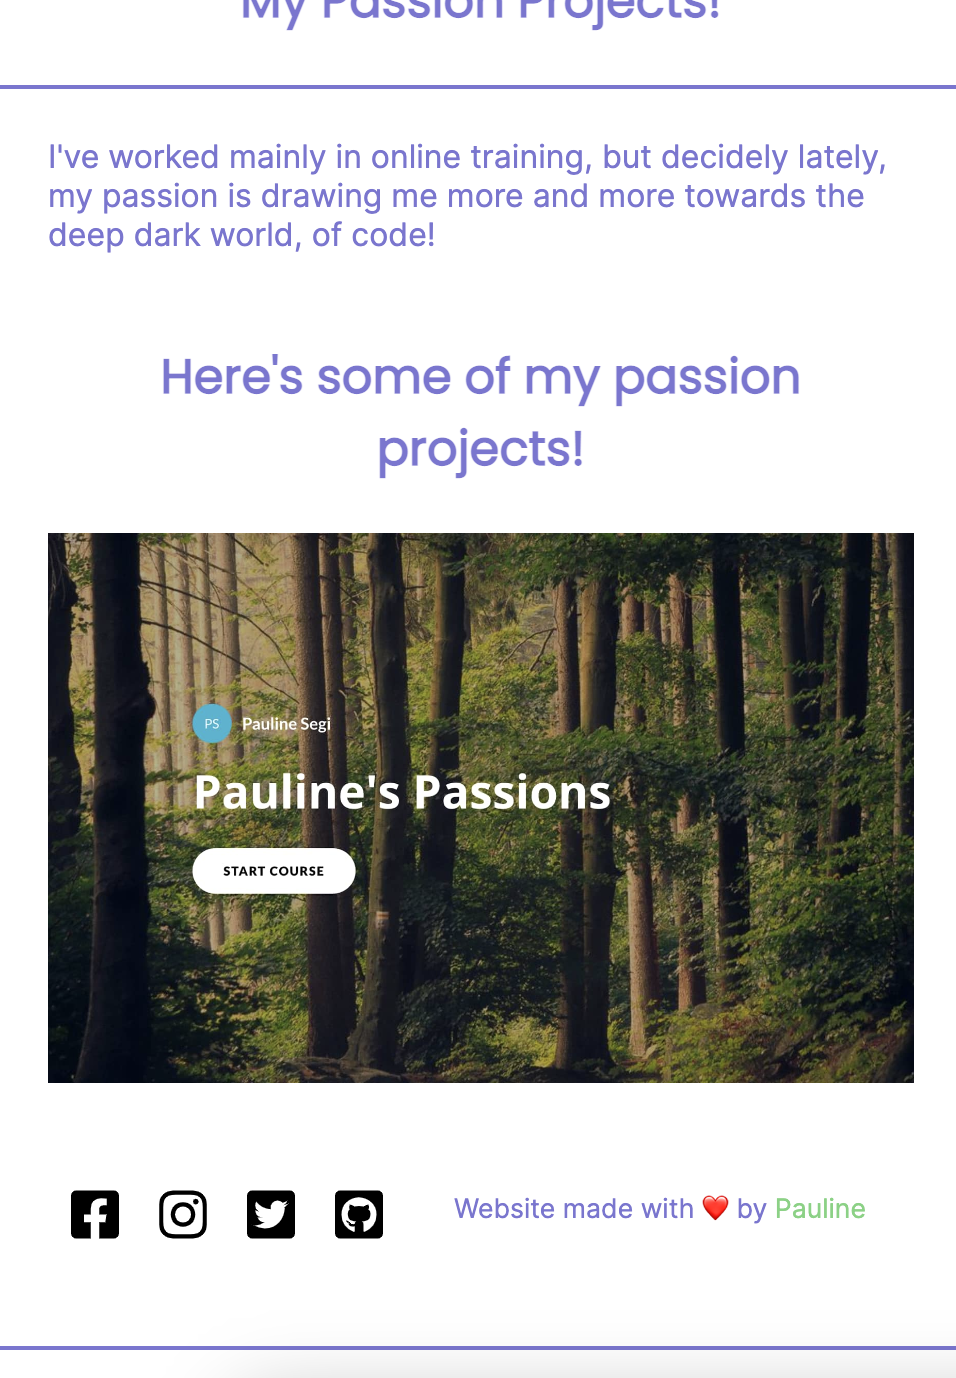 My Passion Projects!
I've worked mainly in online training, but decidely lately,
my passion is drawing me more and more towards the
deep dark world, of code!
Here's some of my passion
projects!
PS Pauline Segi
Pauline's Passions
START COURSE
Website made with ❤️ by Pauline